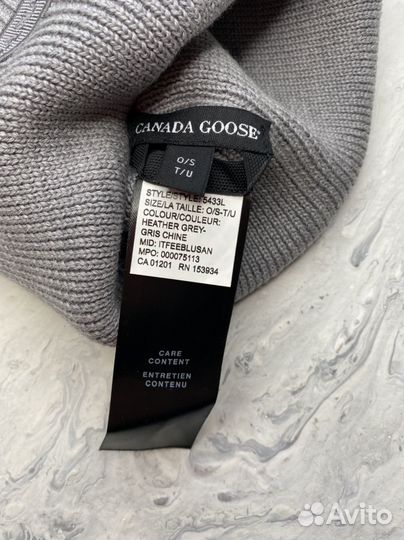 CANADA GOOSE®
O/S
T/U
STYLE/STYLE: 5433L
SIZE/LA TAILLE: O/S-T/U
COLOUR/COULEUR:
HEATHER GREY-
GRIS CHINE
MID: ITFEEBLUSAN
MPO: 000075113
CA 01201 RN 153934
CARE
CONTENT
ENTRETIEN
CONTENU
Avito